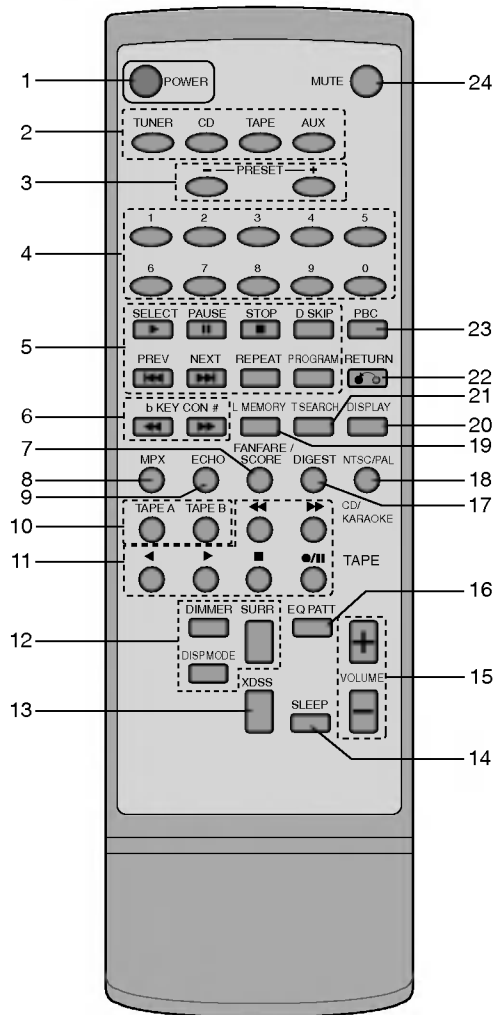 1 POWER MUTE 24
2 TUNER CD TAPE AUX
3 − PRESET +
1 2 3 4 5
4
6 7 8 9 0
SELECT PAUSE STOP D SKIP PBC
5 23
PREV NEXT REPEAT PROGRAM RETURN
22
21
6 b KEY CON # L MEMORY T SEARCH DISPLAY
20
19
7 FANFARE / SCORE
8 MPX ECHO DIGEST NTSC/PAL 18
9 17
10 TAPE A TAPE B CD/ KARAOKE
11 TAPE
16
12 DIMMER SURR EQ PATT
DISP MODE
+ VOLUME − 15
13 XDSS
SLEEP
14